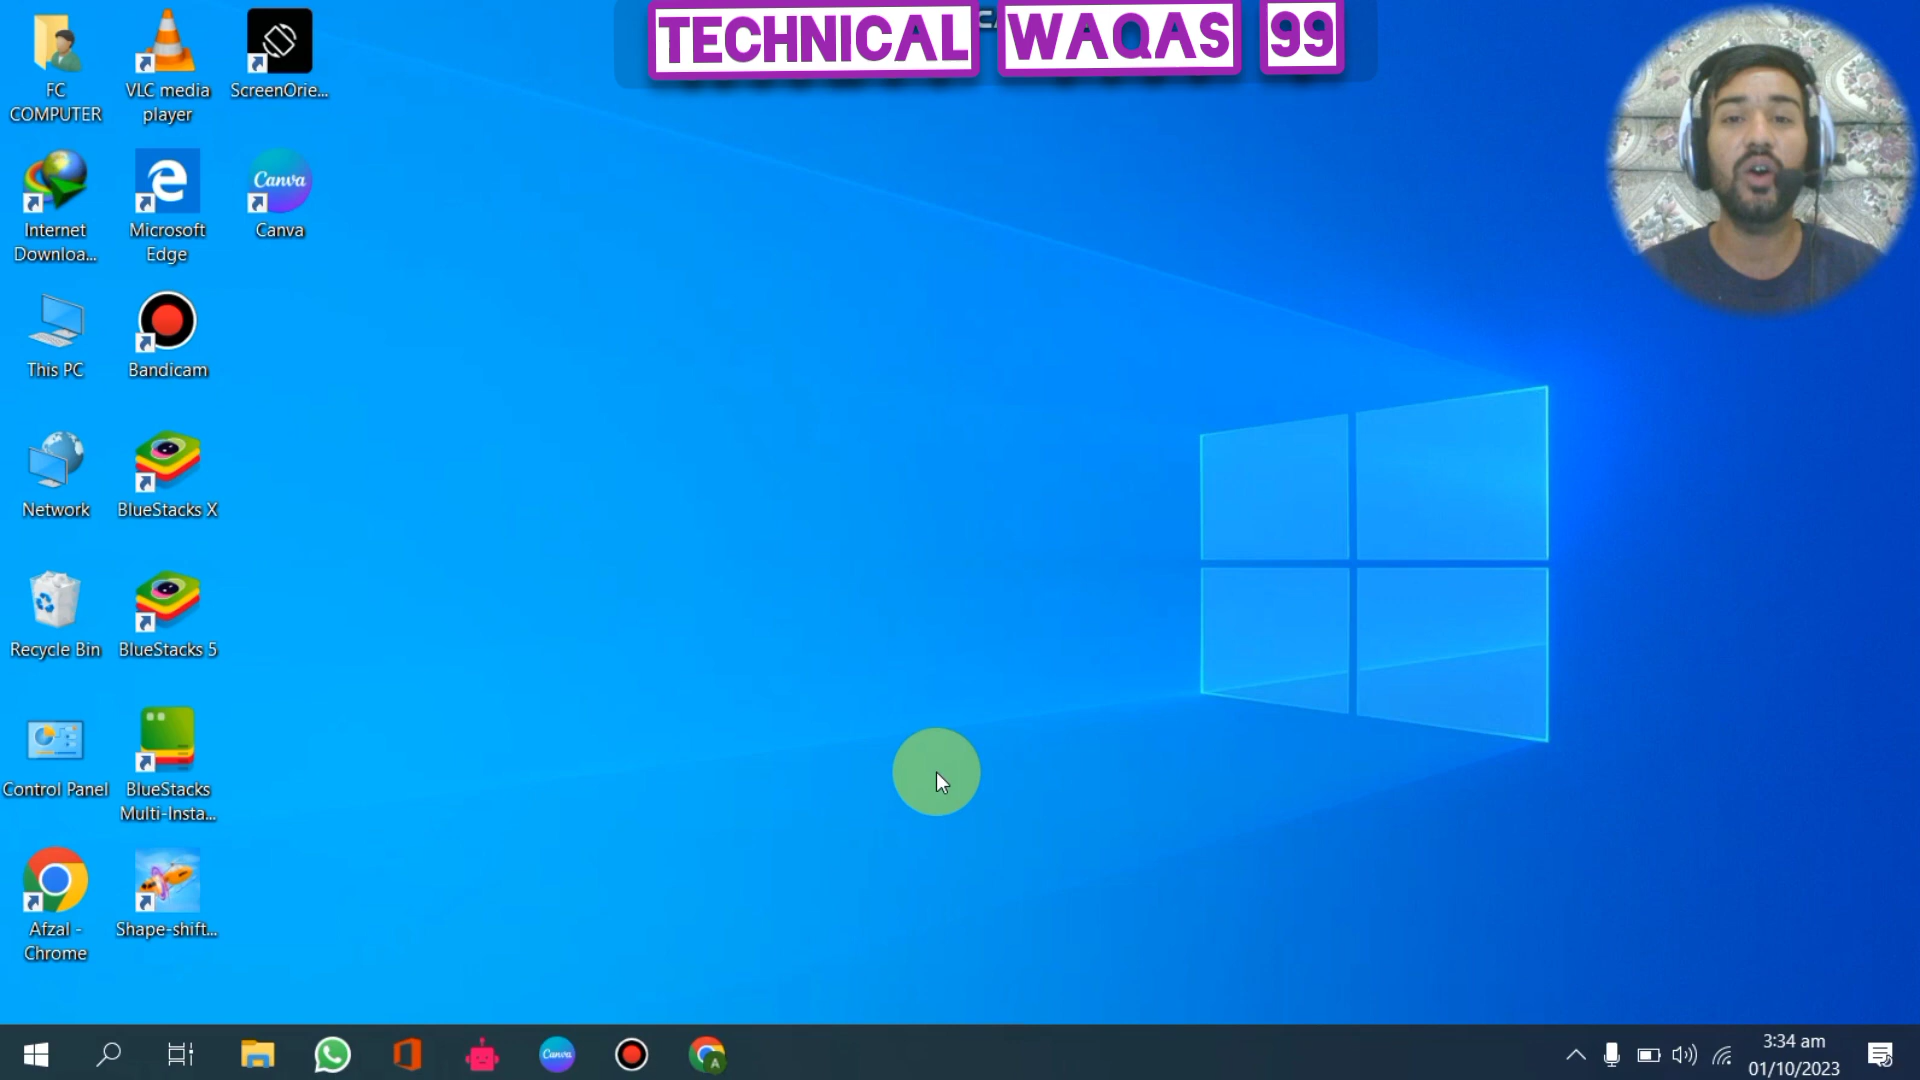 TECHNICAL WAQAS 99
FC
COMPUTER
VLC media
player
ScreenOrie...
Internet
Downloa...
Microsoft
Edge
Canva
Canva
This PC
Bandicam
Network
BlueStacks X
Recycle Bin
BlueStacks 5
Control Panel
BlueStacks
Multi-Insta...
Afzal -
Chrome
Shape-shift...
Canva
A
3:34 am
01/10/2023